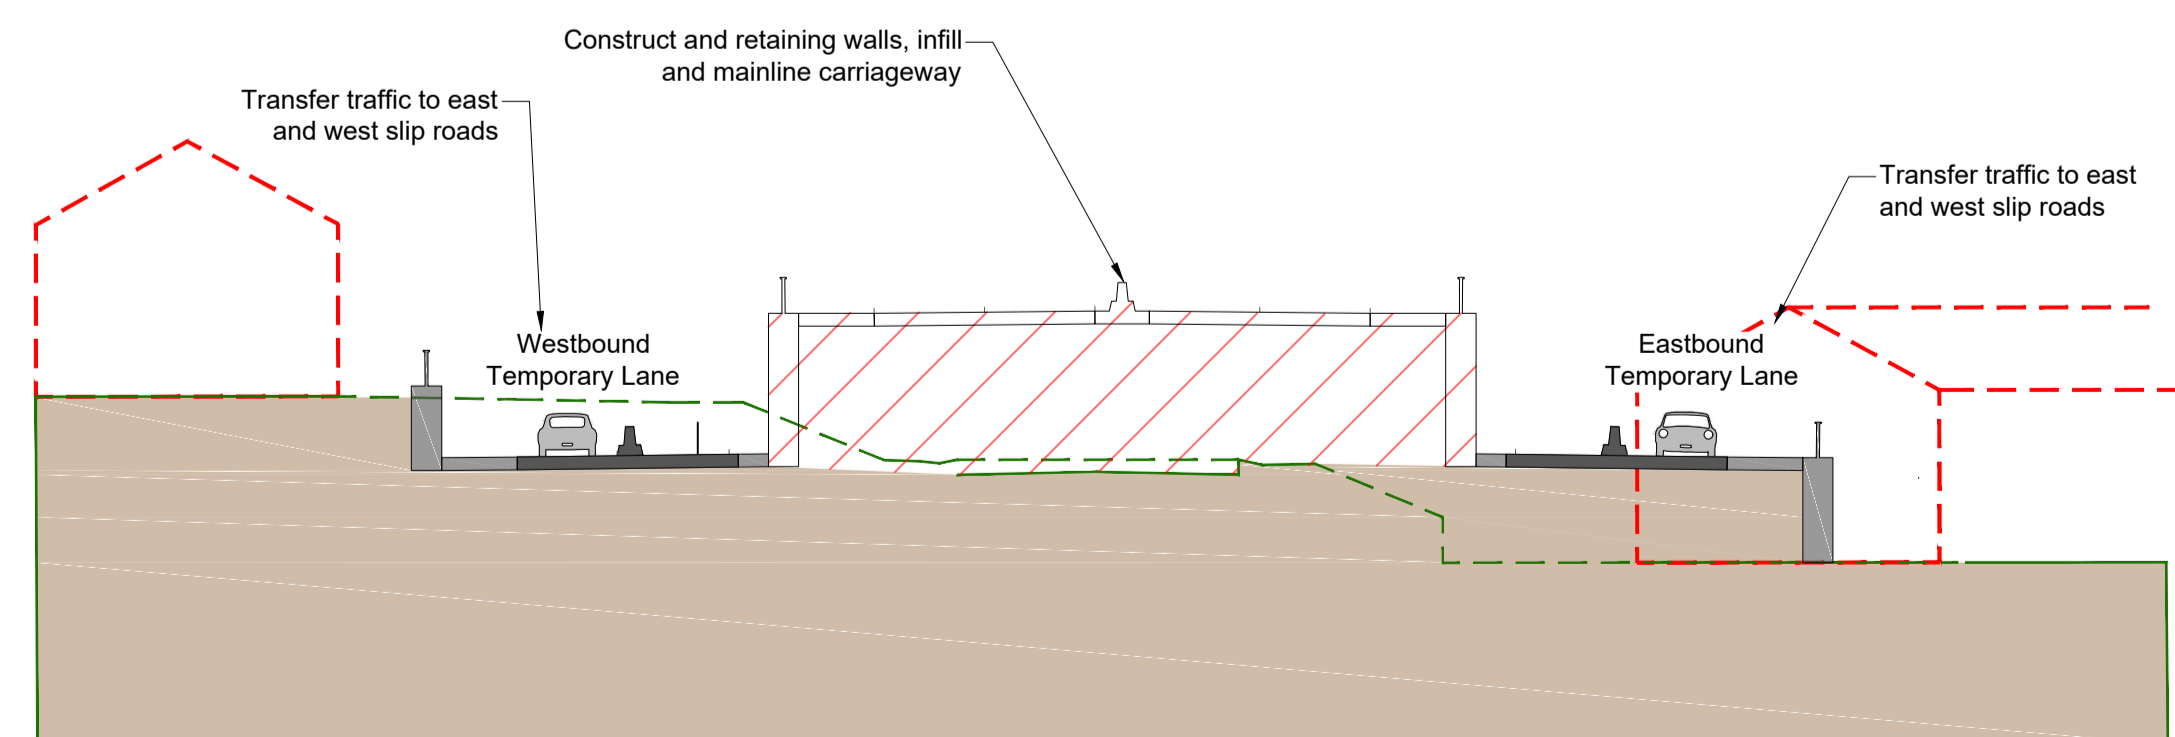 Construct and retaining walls, infill
and mainline carriageway
Transfer traffic to east
and west slip roads
Transfer traffic to east
and west slip roads
Westbound
Temporary Lane
Eastbound
Temporary Lane